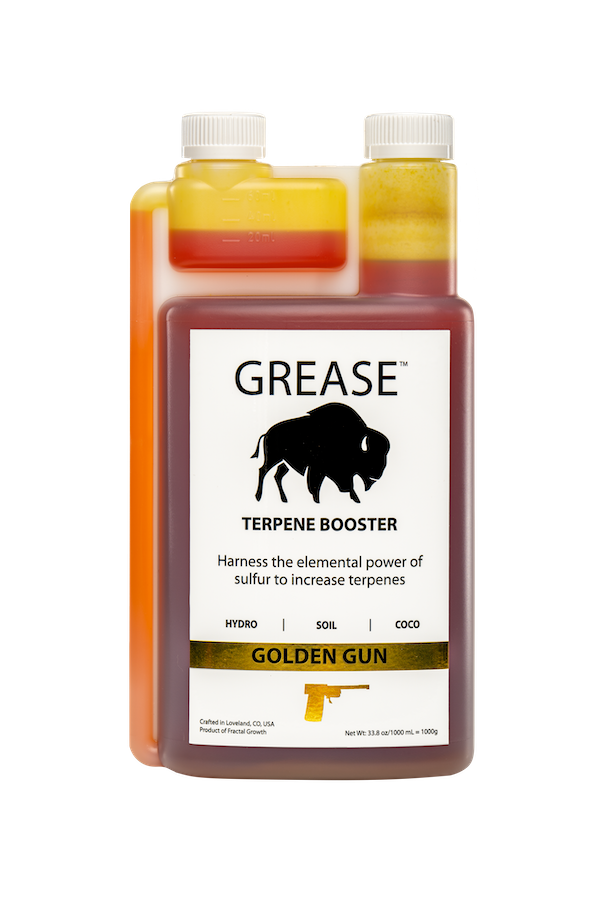 GREASE™
TERPENE BOOSTER
Harness the elemental power of
sulfur to increase terpenes
HYDRO | SOIL | COCO
GOLDEN GUN
Crafted in Loveland, CO, USA
Product of Fractal Growth
Net Wt: 33.8 oz/1000 mL = 1000g